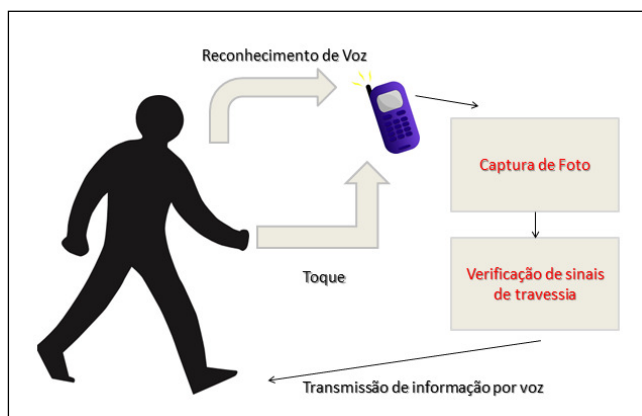 Reconhecimento de Voz
Captura de Foto
Toque
Verificação de sinais
de travessia
Transmissão de informação por voz